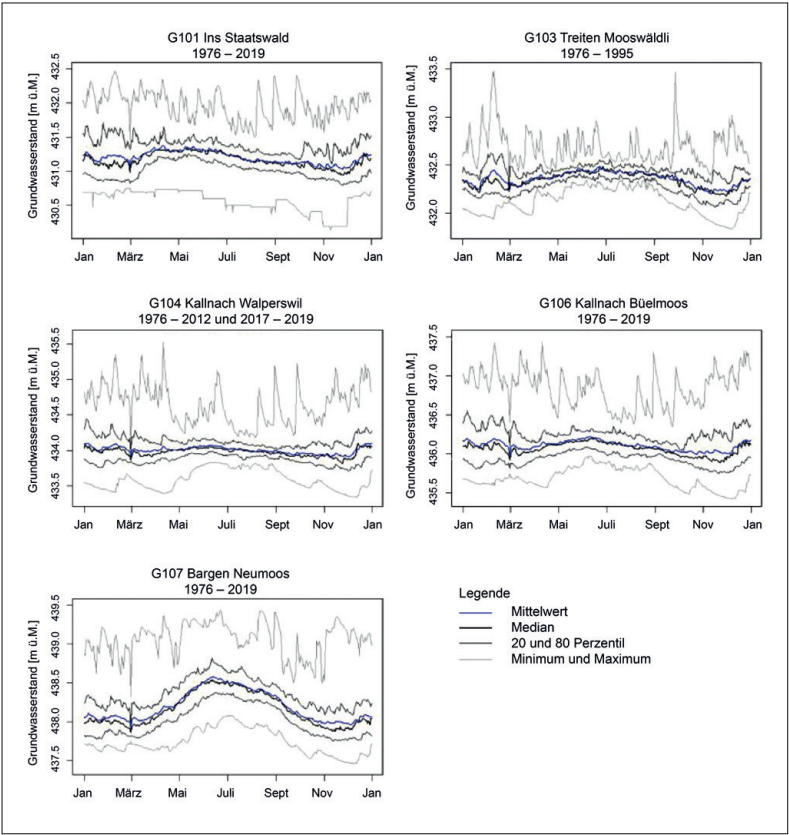 G101 Ins Staatswald
1976 – 2019
Grundwasserstand [m ü.M.]
432.5
432.0
431.5
431.0
430.5
Jan März Mai Juli Sept Nov Jan
G103 Treiten Mooswäldli
1976 – 1995
Grundwasserstand [m ü.M.]
433.5
433.0
432.5
432.0
Jan März Mai Juli Sept Nov Jan
G104 Kallnach Walperswil
1976 – 2012 und 2017 – 2019
Grundwasserstand [m ü.M.]
435.5
435.0
434.5
434.0
433.5
Jan März Mai Juli Sept Nov Jan
G106 Kallnach Büelmoos
1976 – 2019
Grundwasserstand [m ü.M.]
437.5
437.0
436.5
436.0
435.5
Jan März Mai Juli Sept Nov Jan
G107 Bargen Neumoos
1976 – 2019
Grundwasserstand [m ü.M.]
439.5
439.0
438.5
438.0
437.5
Jan März Mai Juli Sept Nov Jan
Legende
Mittelwert
Median
20 und 80 Perzentil
Minimum und Maximum